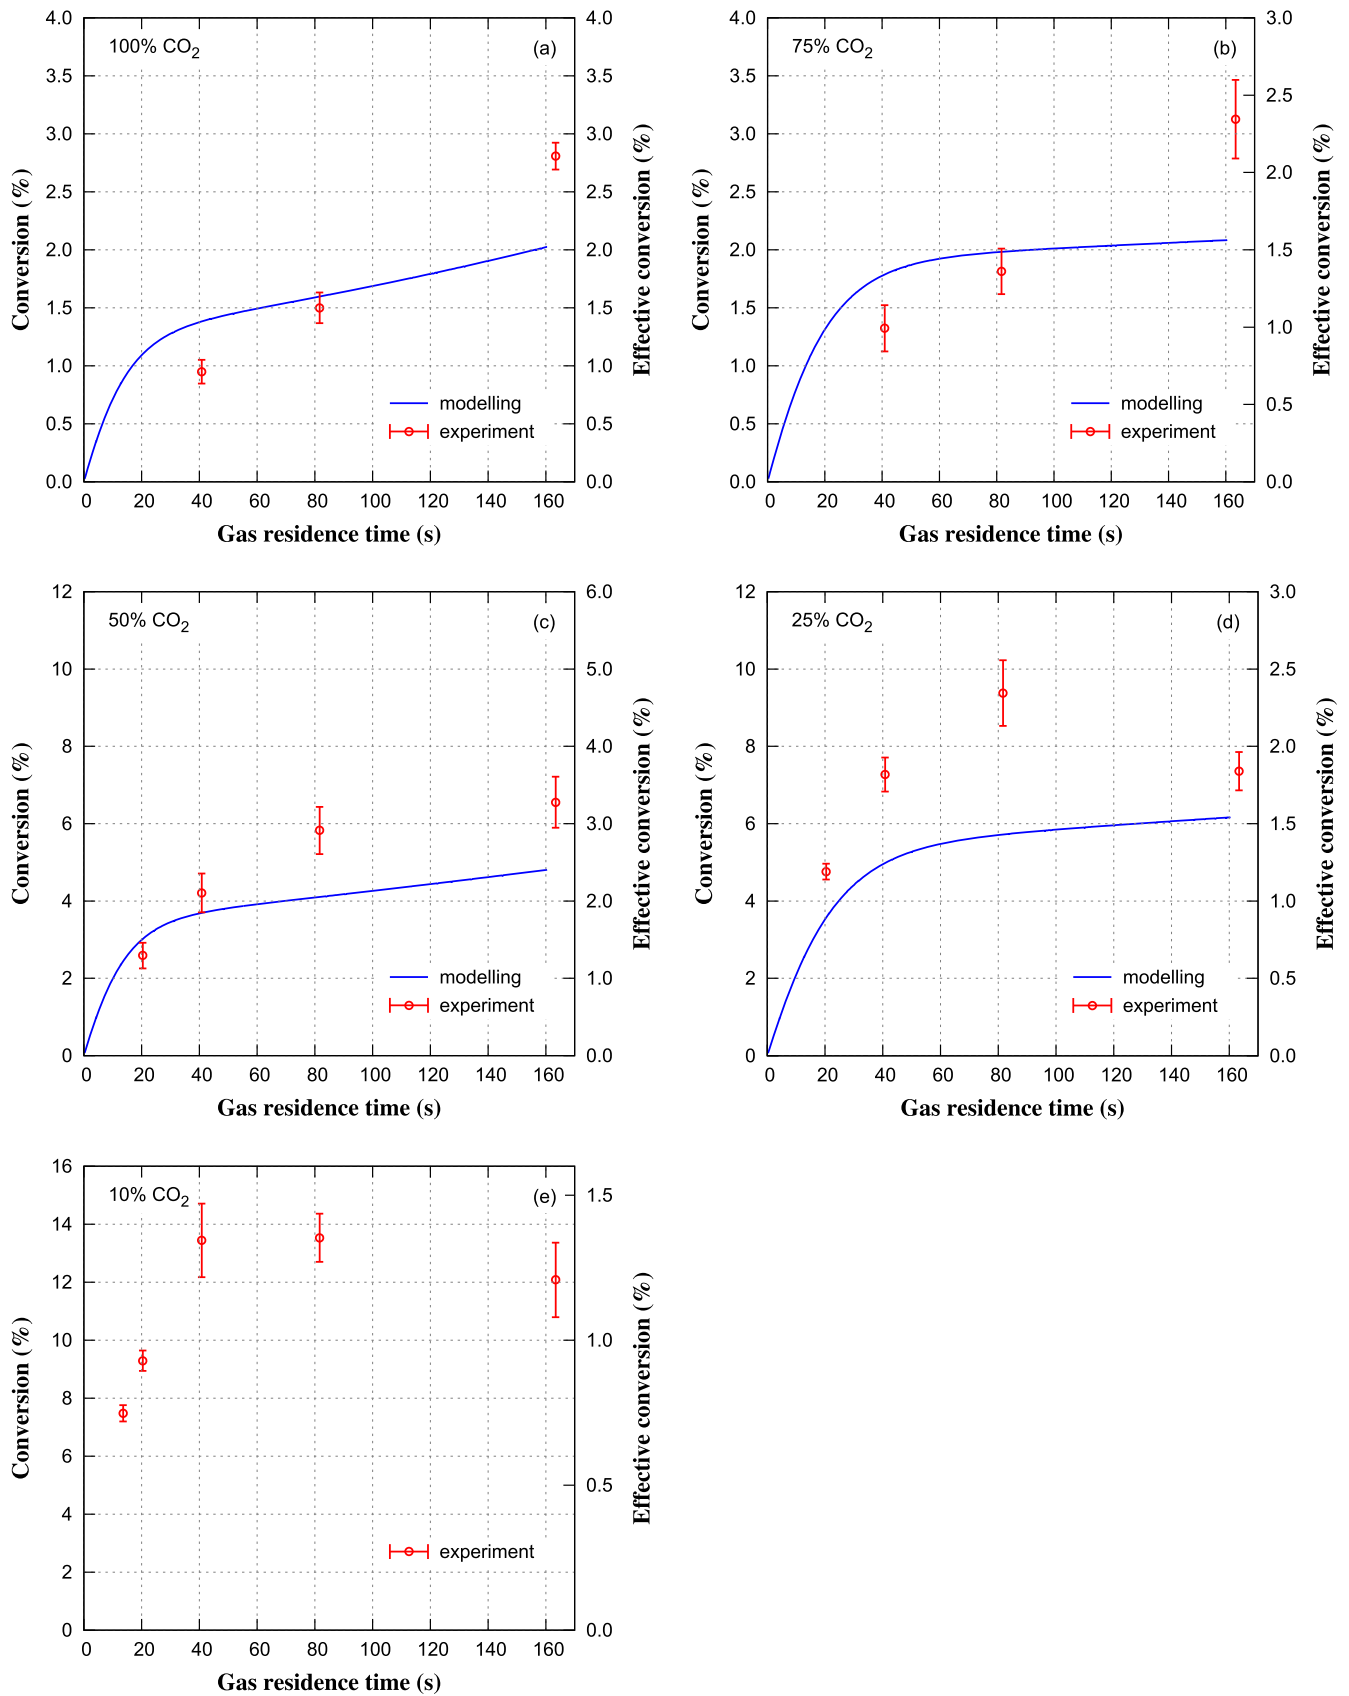 100% CO2
(a)
4.0
3.5
3.0
2.5
2.0
1.5
1.0
0.5
0.0
Conversion (%)
4.0
3.5
3.0
2.5
2.0
1.5
1.0
0.5
0.0
Effective conversion (%)
modelling
experiment
0 20 40 60 80 100 120 140 160
Gas residence time (s)
75% CO2
(b)
4.0
3.5
3.0
2.5
2.0
1.5
1.0
0.5
0.0
Conversion (%)
3.0
2.5
2.0
1.5
1.0
0.5
0.0
Effective conversion (%)
modelling
experiment
0 20 40 60 80 100 120 140 160
Gas residence time (s)
50% CO2
(c)
12
10
8
6
4
2
0
Conversion (%)
6.0
5.0
4.0
3.0
2.0
1.0
0.0
Effective conversion (%)
modelling
experiment
0 20 40 60 80 100 120 140 160
Gas residence time (s)
25% CO2
(d)
12
10
8
6
4
2
0
Conversion (%)
3.0
2.5
2.0
1.5
1.0
0.5
0.0
Effective conversion (%)
modelling
experiment
0 20 40 60 80 100 120 140 160
Gas residence time (s)
10% CO2
(e)
16
14
12
10
8
6
4
2
0
Conversion (%)
1.5
1.0
0.5
0.0
Effective conversion (%)
experiment
0 20 40 60 80 100 120 140 160
Gas residence time (s)